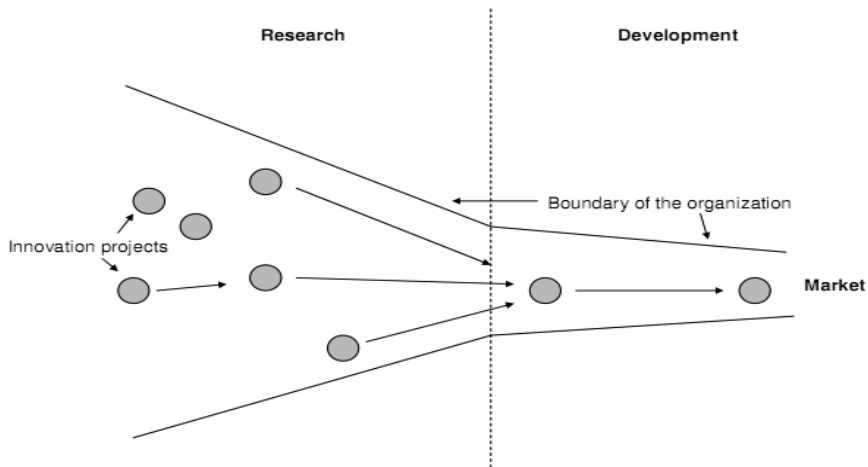 Research
Development
Boundary of the organization
Innovation projects
Market